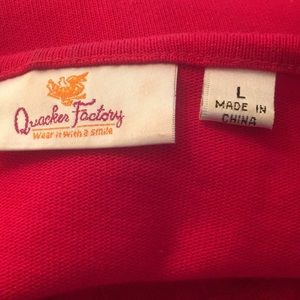 Quacker Factory
Wear it with a smile
L
MADE IN
CHINA